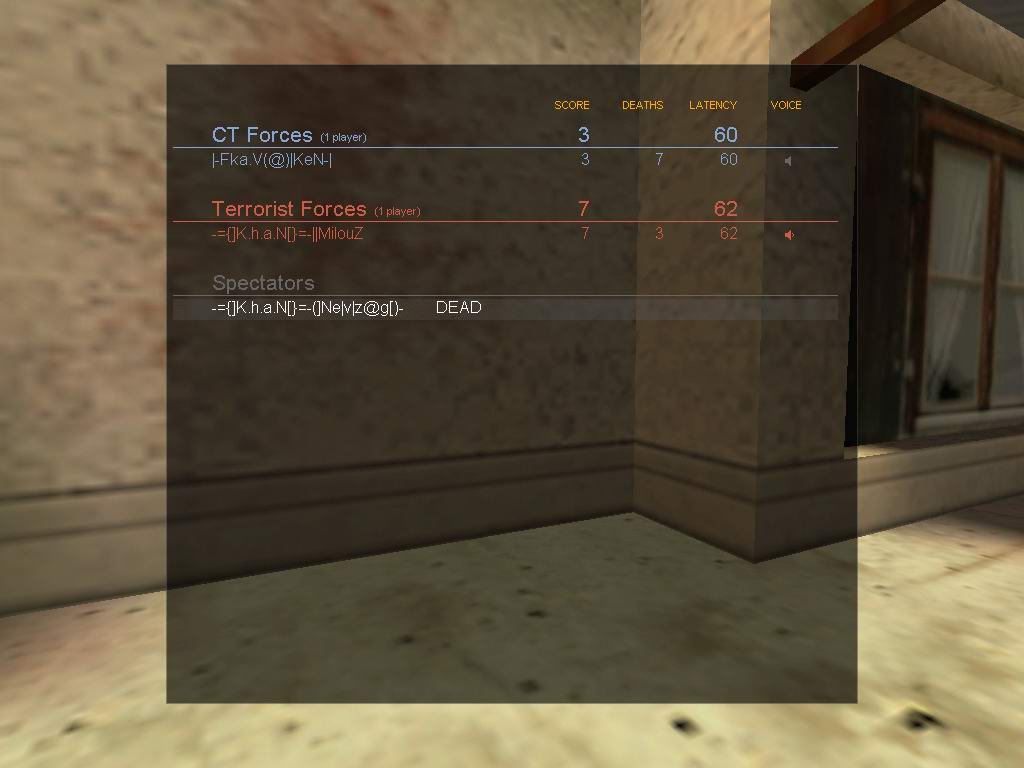 SCORE DEATHS LATENCY VOICE
CT Forces (1 player) 3 60
|-Fka.V(@)|KeN-| 3 7 60
Terrorist Forces (1 player) 7 62
-={]K.h.a.N[}=-||MilouZ 7 3 62
Spectators
-={]K.h.a.N[}=-(]Ne|v|z@g[)- DEAD